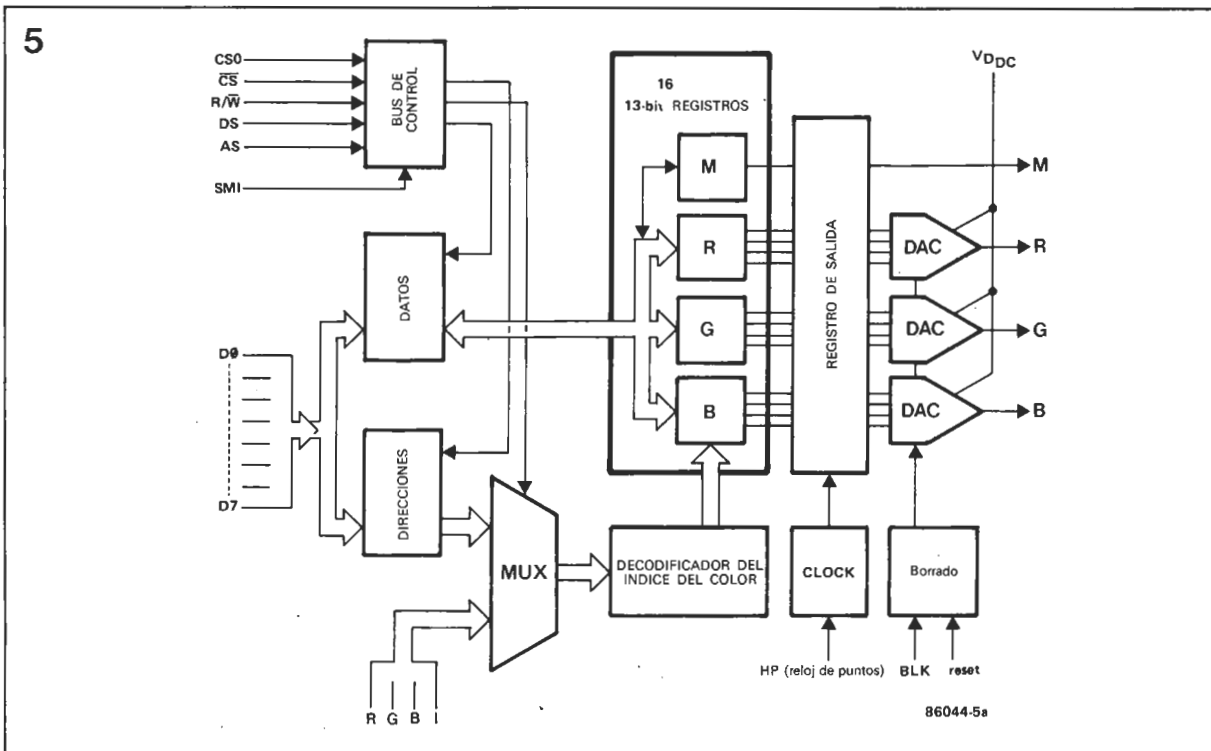 5
CS0
CS
R/W
DS
AS
SMI
BUS DE
CONTROL
16
13-bit REGISTROS
M
R
G
B
REGISTRO DE SALIDA
VDDC
DAC
DAC
DAC
M
R
G
B
DATOS
D0
D7
DIRECCIONES
MUX
DECODIFICADOR DEL
INDICE DEL COLOR
CLOCK
Borrado
HP (reloj de puntos)
BLK
reset
R G B I
86044-5a